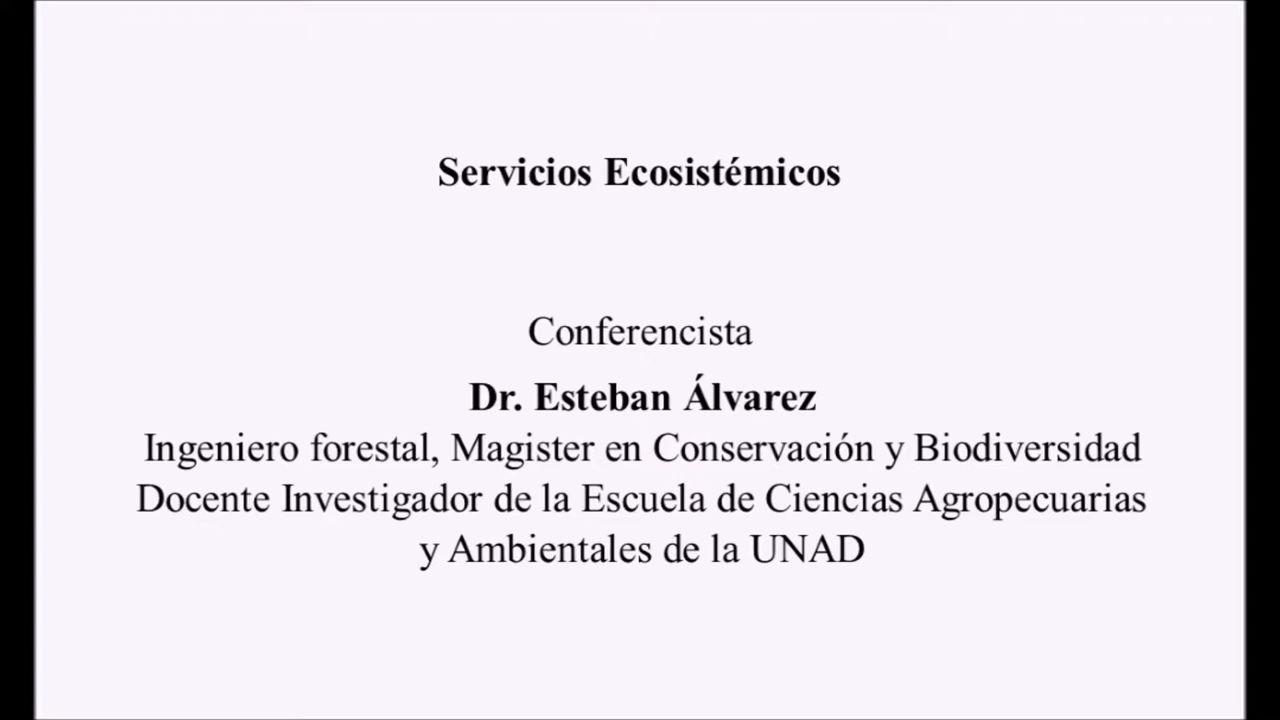 Servicios Ecosistémicos
Conferencista
Dr. Esteban Álvarez
Ingeniero forestal, Magister en Conservación y Biodiversidad
Docente Investigador de la Escuela de Ciencias Agropecuarias
y Ambientales de la UNAD